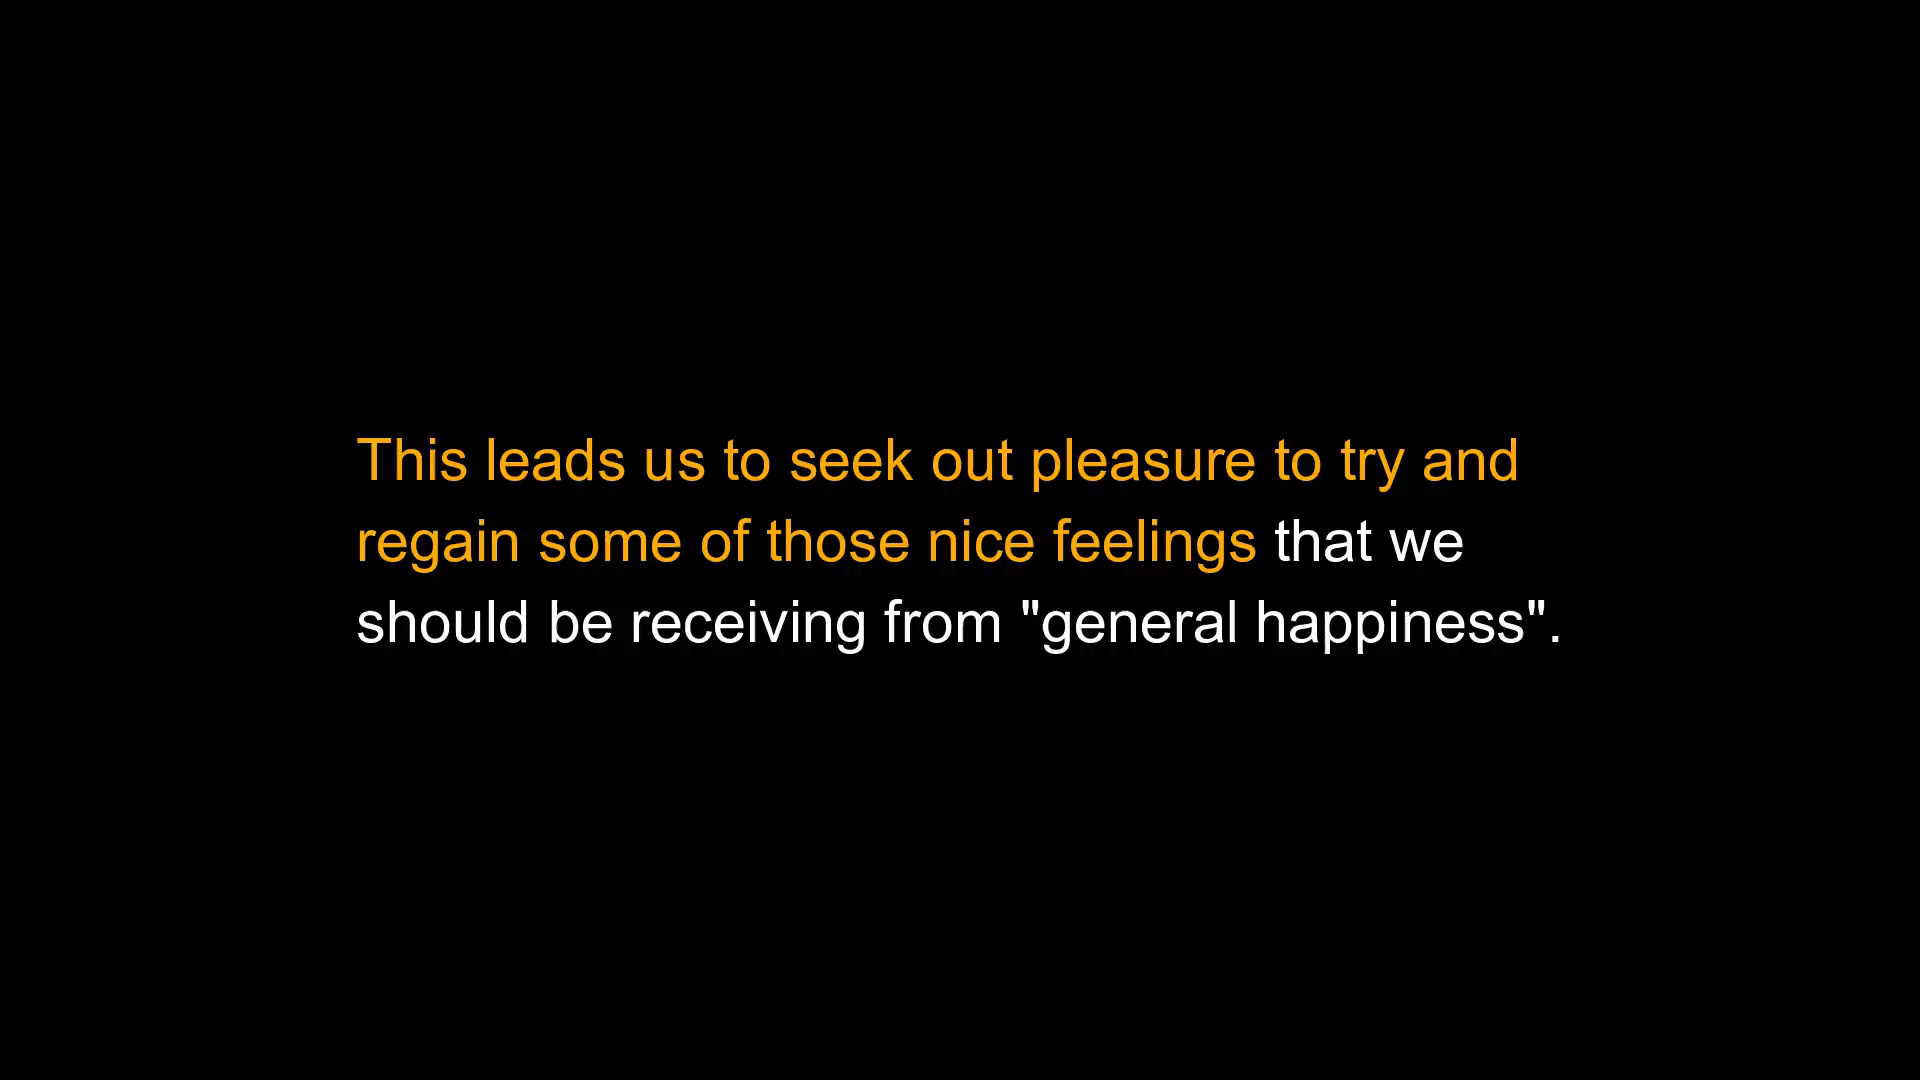 This leads us to seek out pleasure to try and
regain some of those nice feelings that we
should be receiving from "general happiness".